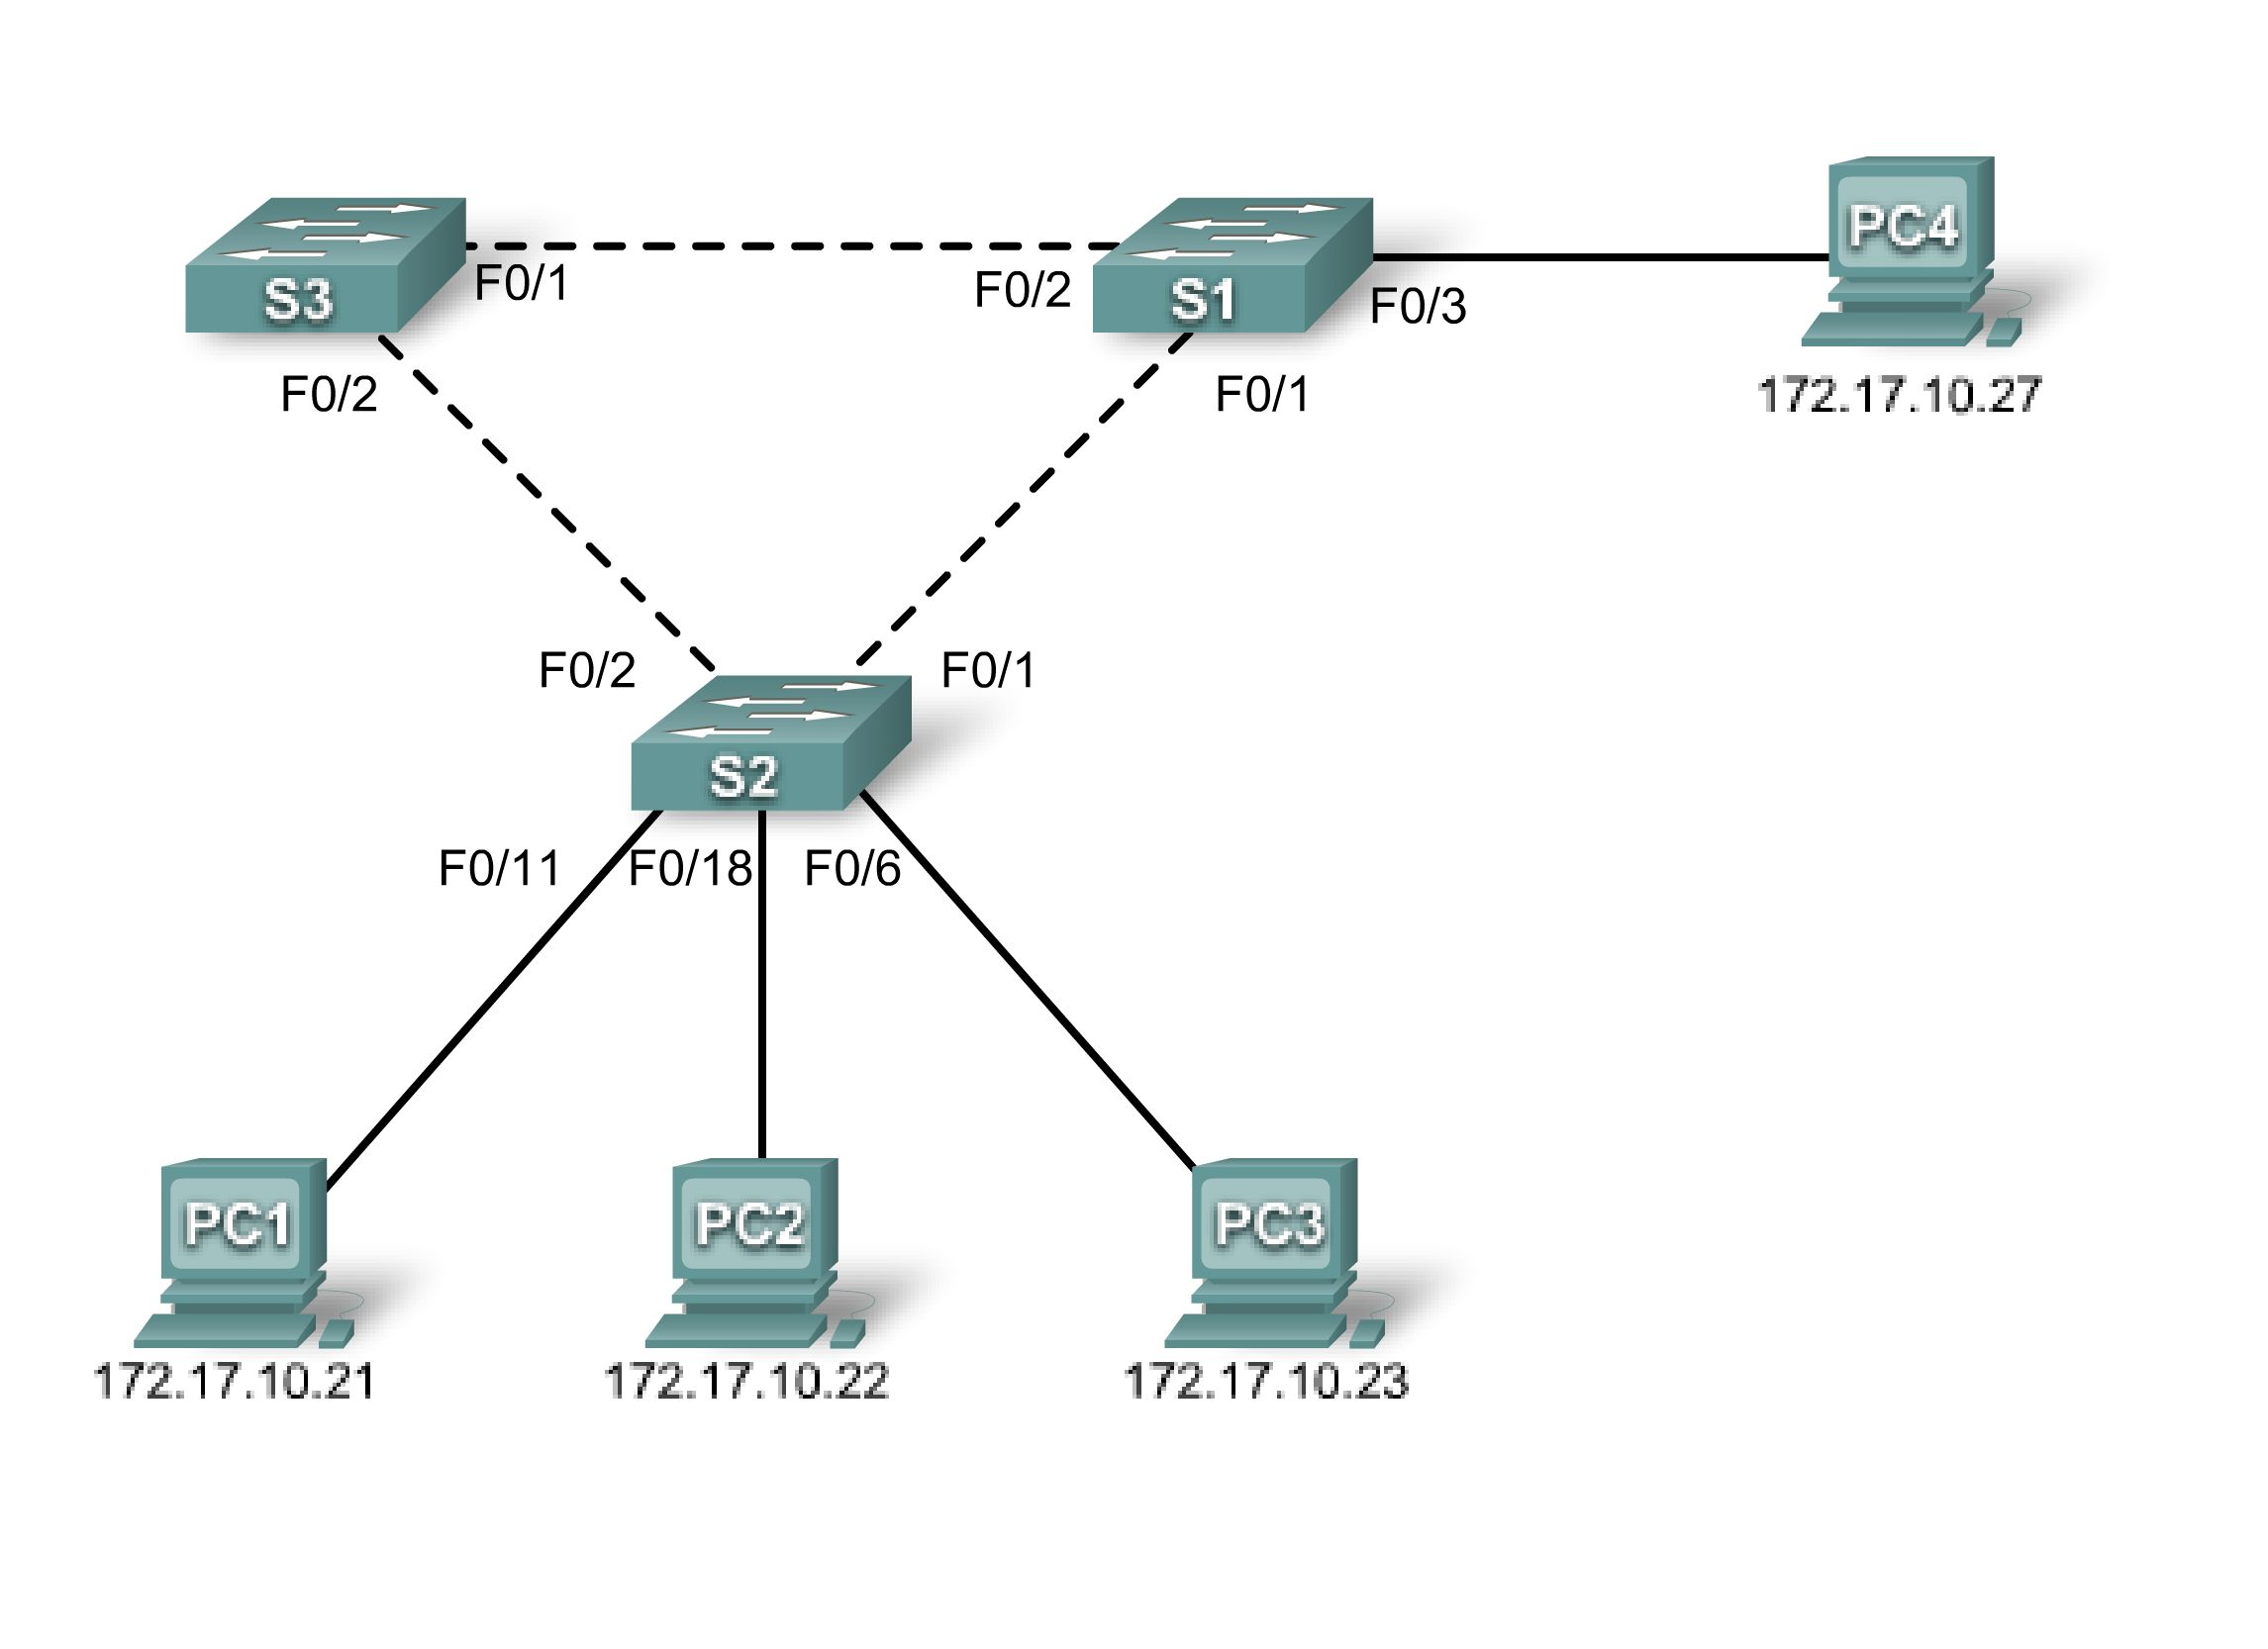 PC4
S3
F0/1
F0/2
S1
F0/3
F0/2
F0/1
172.17.10.27
F0/2
F0/1
S2
F0/11
F0/18
F0/6
PC1
PC2
PC3
172.17.10.21
172.17.10.22
172.17.10.23